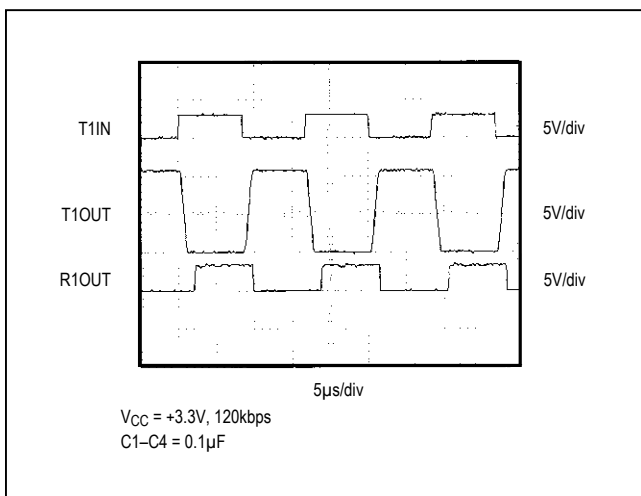 T1IN
5V/div
T1OUT
5V/div
R1OUT
5V/div
5µs/div
VCC = +3.3V, 120kbps
C1–C4 = 0.1µF